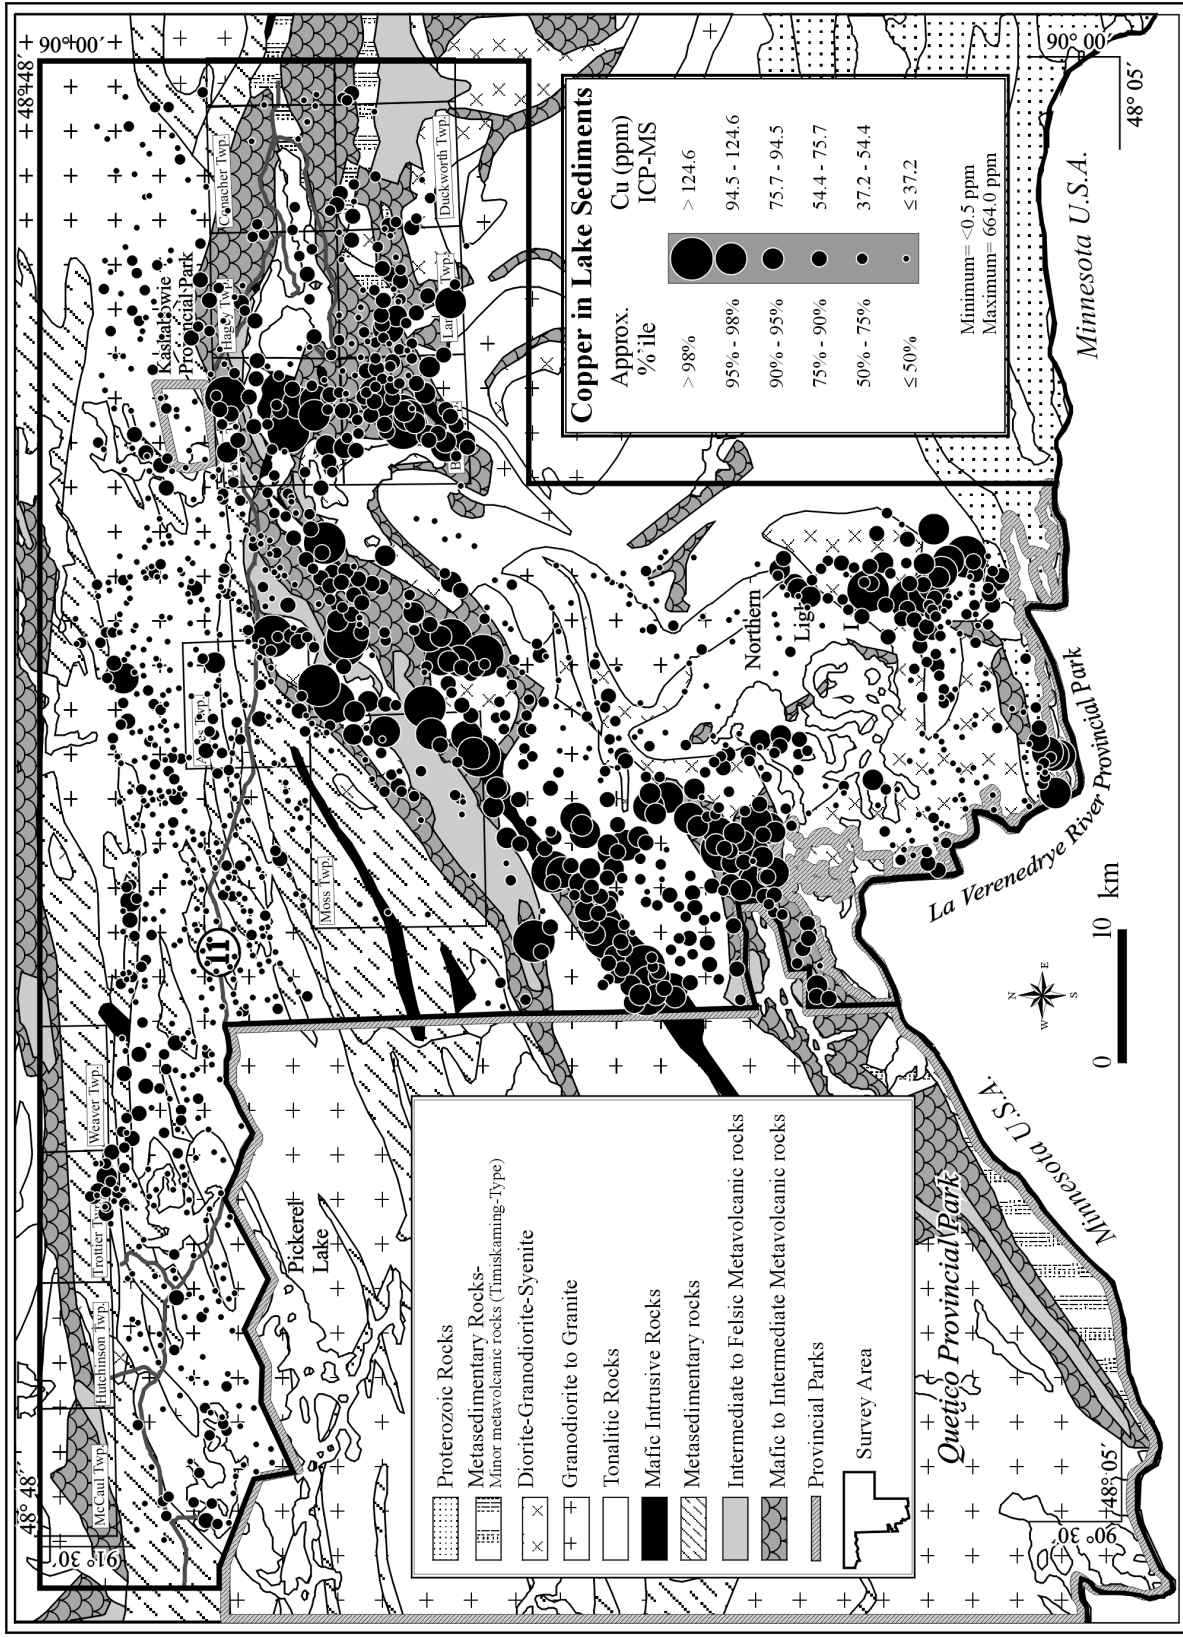 48° 48´
91° 30´
McCaul Twp.
Hutchinson Twp.
Trottier Twp.
Weaver Twp.
11
Moss Twp.
Kashabowie
Provincial Park
Hagey Twp.
Conacher Twp.
Duckworth Twp.
Twp.
48°48´
90°00´
Pickerel
Lake
Northern
Light
L
Quetico Provincial Park
Minnesota U.S.A.
La Verenedrye River Provincial Park
Minnesota U.S.A.
48° 05´
90° 30´
90° 00´
48° 05´
N
E
S
W
0
10
km
Proterozoic Rocks
Metasedimentary Rocks-
Minor metavolcanic rocks (Timiskaming-Type)
Diorite-Granodiorite-Syenite
Granodiorite to Granite
Tonalitic Rocks
Mafic Intrusive Rocks
Metasedimentary rocks
Intermediate to Felsic Metavolcanic rocks
Mafic to Intermediate Metavolcanic rocks
Provincial Parks
Survey Area
Copper in Lake Sediments
Approx. Cu (ppm)
%'ile ICP-MS
> 98% > 124.6
95% - 98% 94.5 - 124.6
90% - 95% 75.7 - 94.5
75% - 90% 54.4 - 75.7
50% - 75% 37.2 - 54.4
≤ 50% ≤ 37.2
Minimum= <0.5 ppm
Maximum= 664.0 ppm